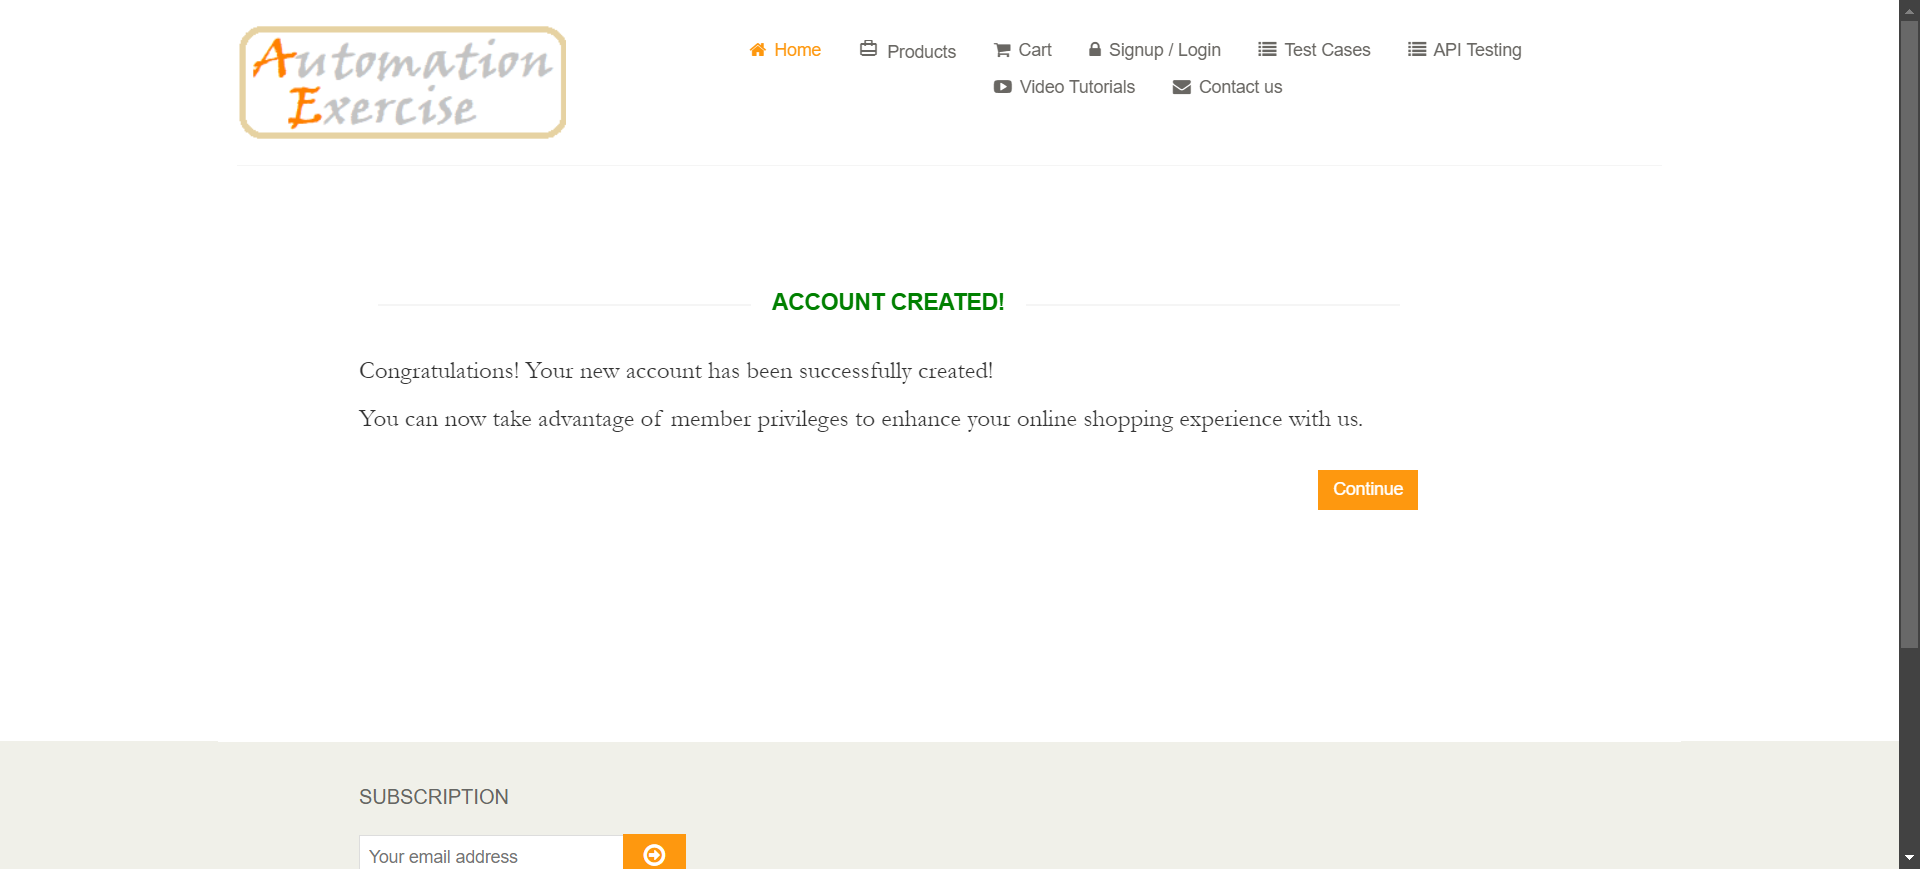 Automation
Exercise
Home
Products
Cart
Signup / Login
Test Cases
API Testing
Video Tutorials
Contact us
ACCOUNT CREATED!
Congratulations! Your new account has been successfully created!
You can now take advantage of member privileges to enhance your online shopping experience with us.
Continue
SUBSCRIPTION
Your email address